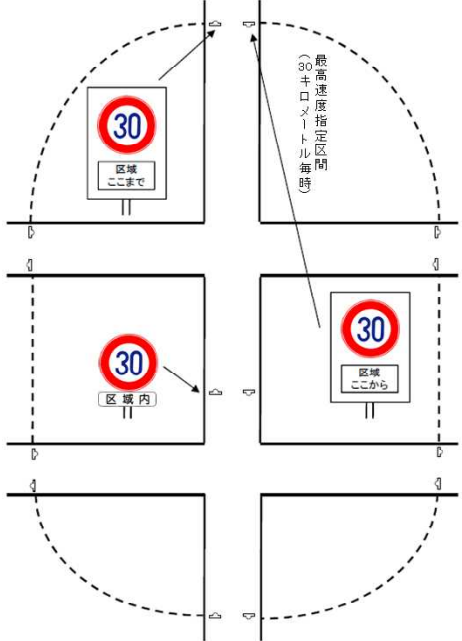 30
区域
ここまで
最高速度指定区間
(30キロメートル毎時)
30
区域
ここから
30
区域内